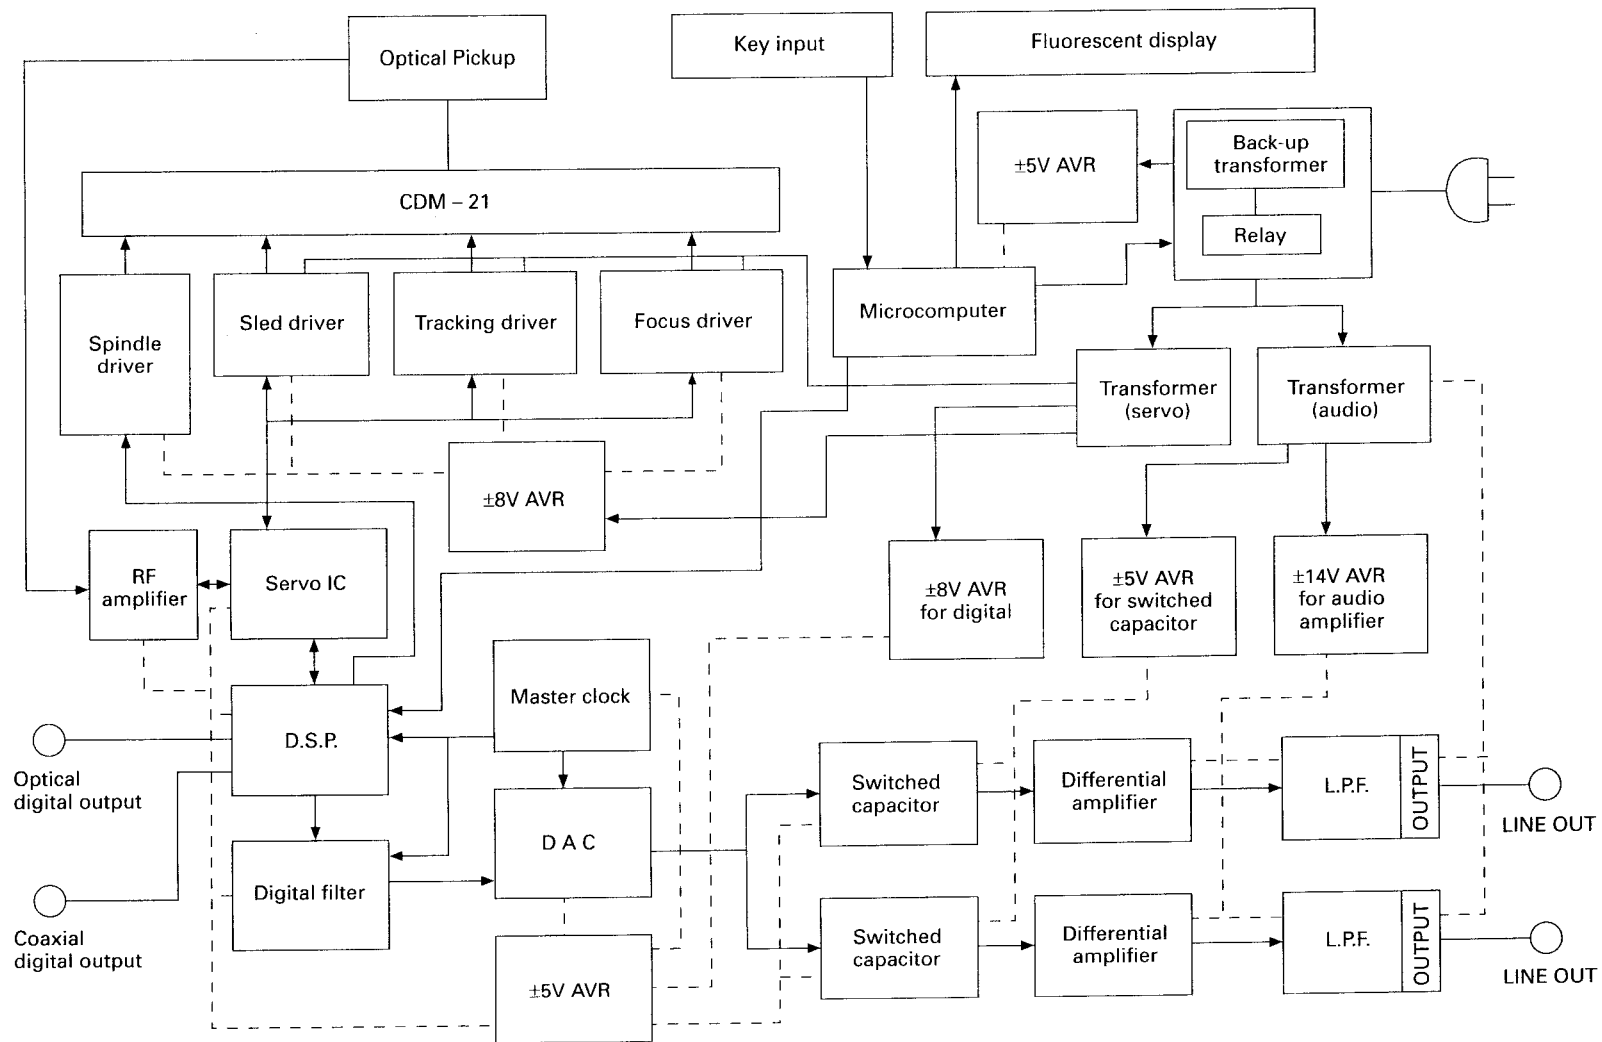 Optical Pickup
Key input
Fluorescent display
±5V AVR
Back-up
transformer
Relay
CDM – 21
Spindle
driver
Sled driver
Tracking driver
Focus driver
Microcomputer
Transformer
(servo)
Transformer
(audio)
±8V AVR
RF
amplifier
Servo IC
±8V AVR
for digital
±5V AVR
for switched
capacitor
±14V AVR
for audio
amplifier
Master clock
D.S.P.
Optical
digital output
Switched
capacitor
Differential
amplifier
L.P.F.
OUTPUT
LINE OUT
D A C
Digital filter
Coaxial
digital output
±5V AVR
Switched
capacitor
Differential
amplifier
L.P.F.
OUTPUT
LINE OUT